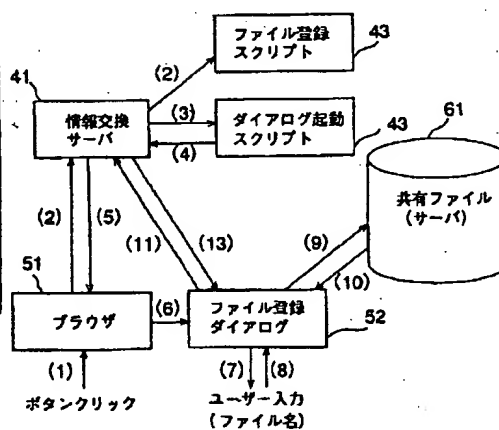 ファイル登録
スクリプト
43
(2)
41
情報交換
サーバ
(3)
(4)
ダイアログ起動
スクリプト
43
61
共有ファイル
(サーバ)
(2)
(5)
(11)
(13)
(9)
(10)
51
ブラウザ
(6)
ファイル登録
ダイアログ
52
(1)
(7)
(8)
ボタンクリック
ユーザー入力
(ファイル名)